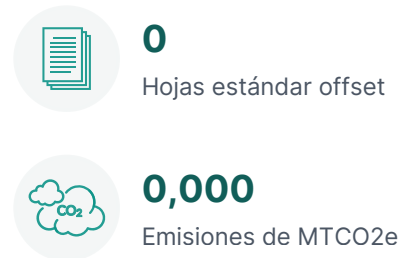 0
Hojas estándar offset
CO₂
0,000
Emisiones de MTCO2e